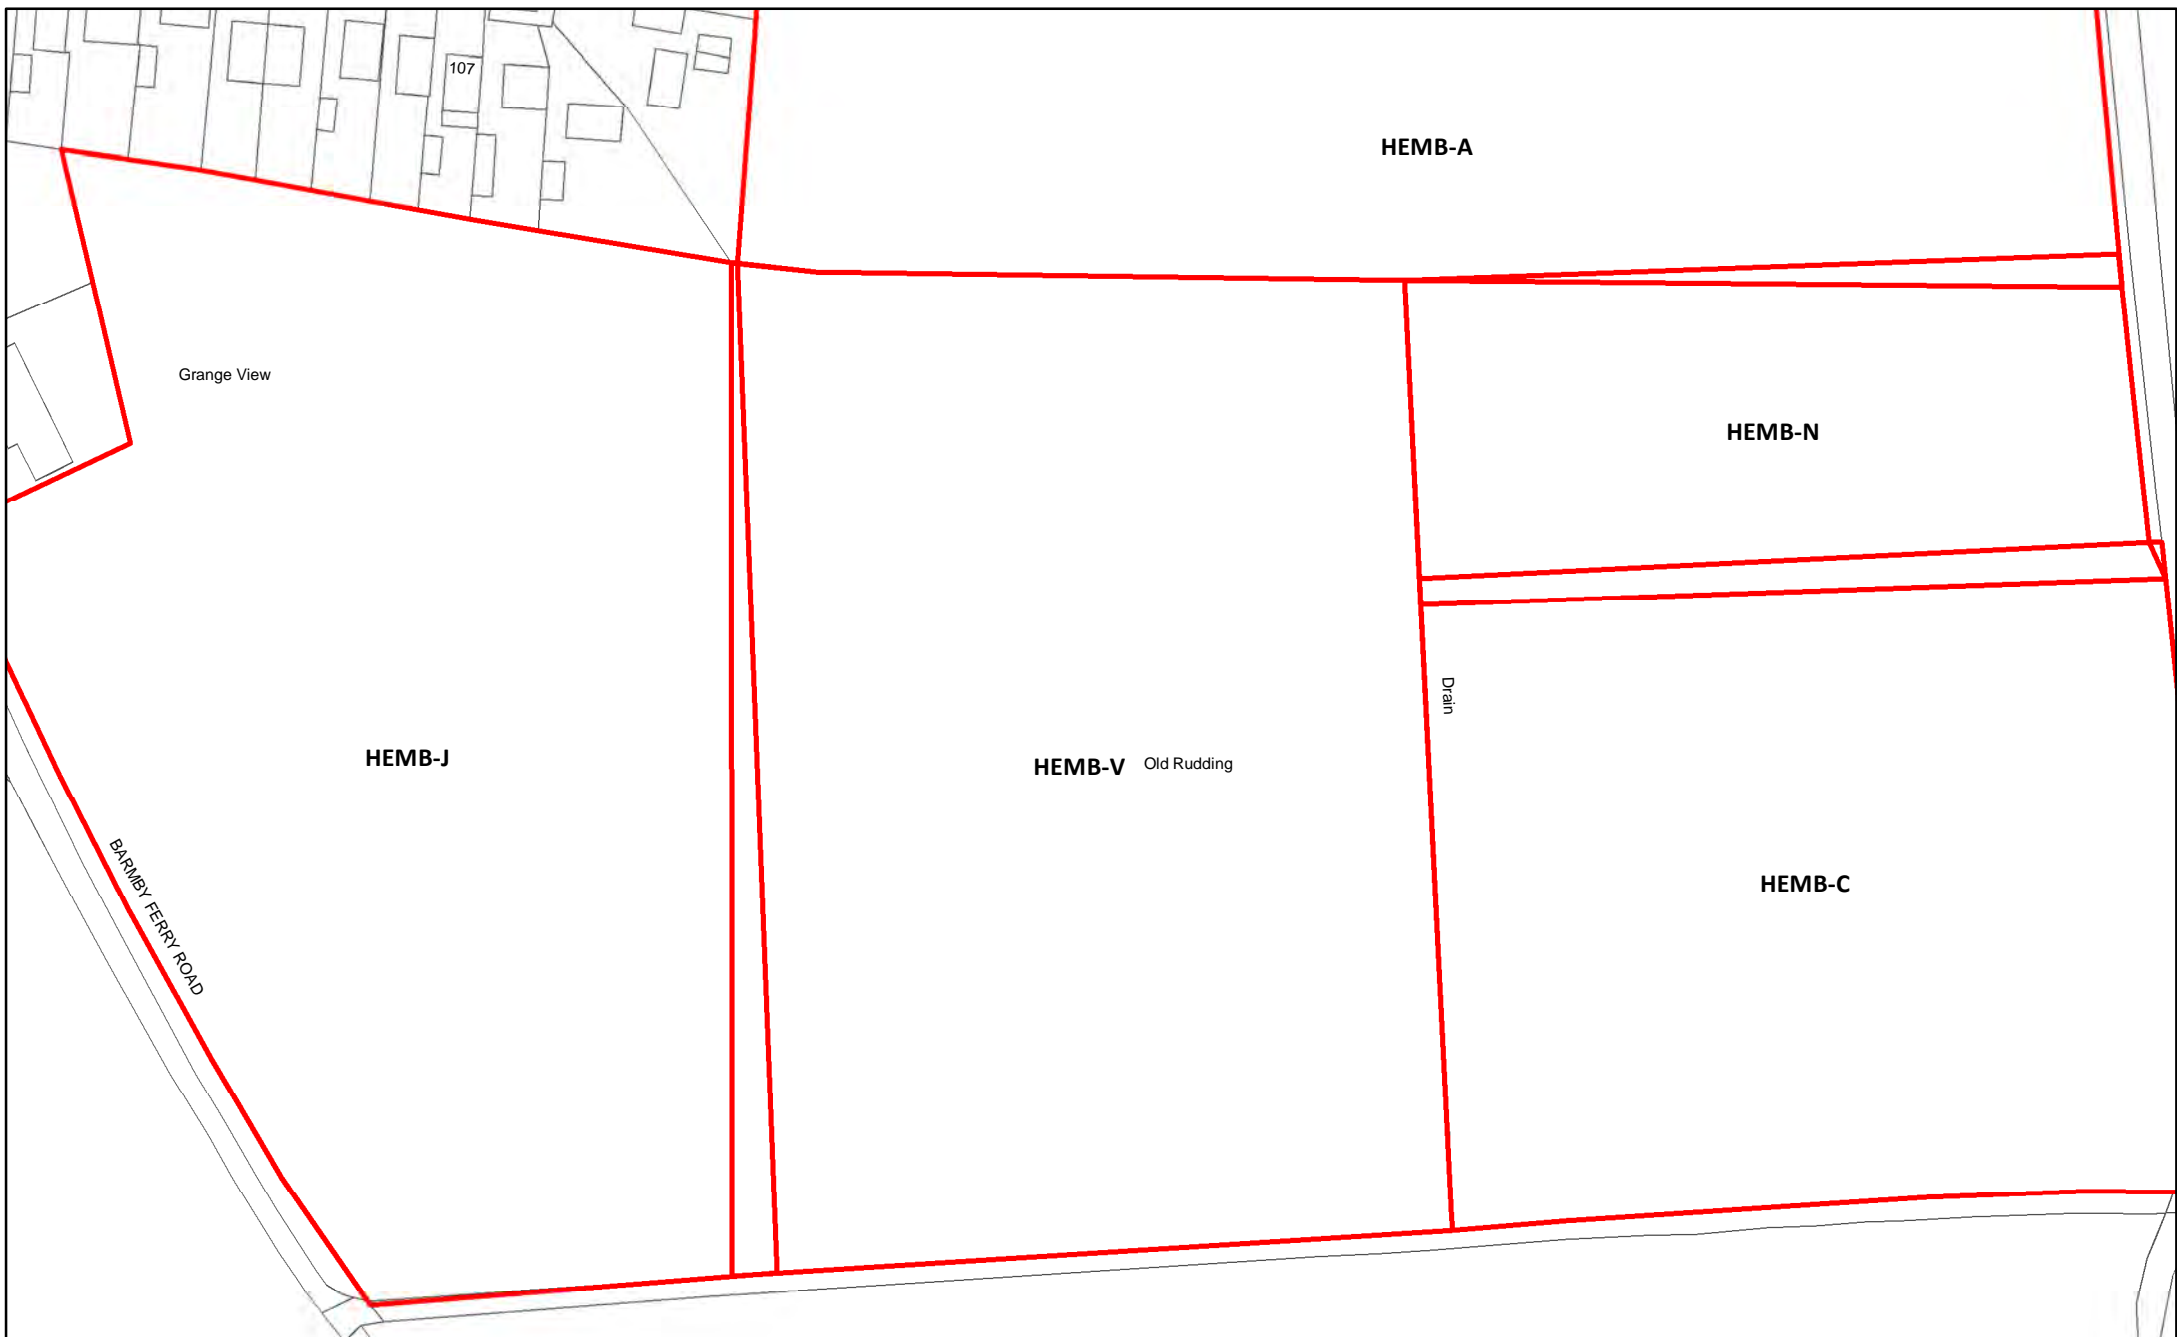 107
HEMB-A
Grange View
HEMB-N
Drain
HEMB-J
HEMB-V
Old Rudding
BARMBY FERRY ROAD
HEMB-C